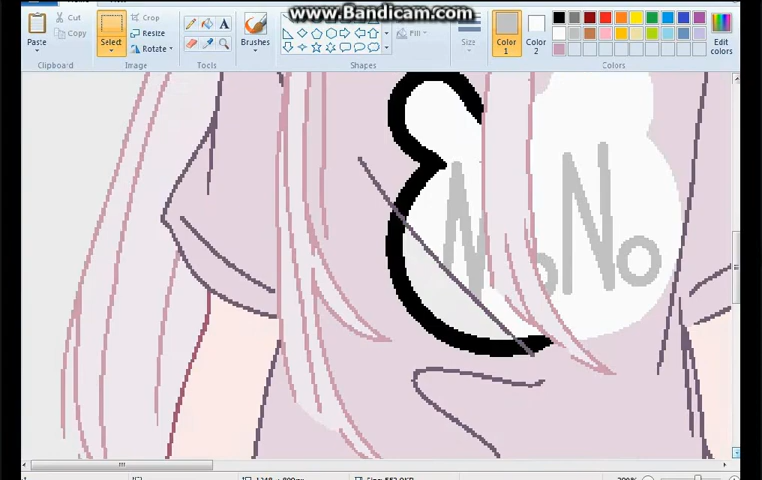 www.Bandicam.com
Paste
Cut
Copy
Select
Crop
Resize
Rotate
Brushes
Fill
Size
Color
1
Color
2
Edit
colors
Clipboard
Image
Tools
Shapes
Colors
A
No No